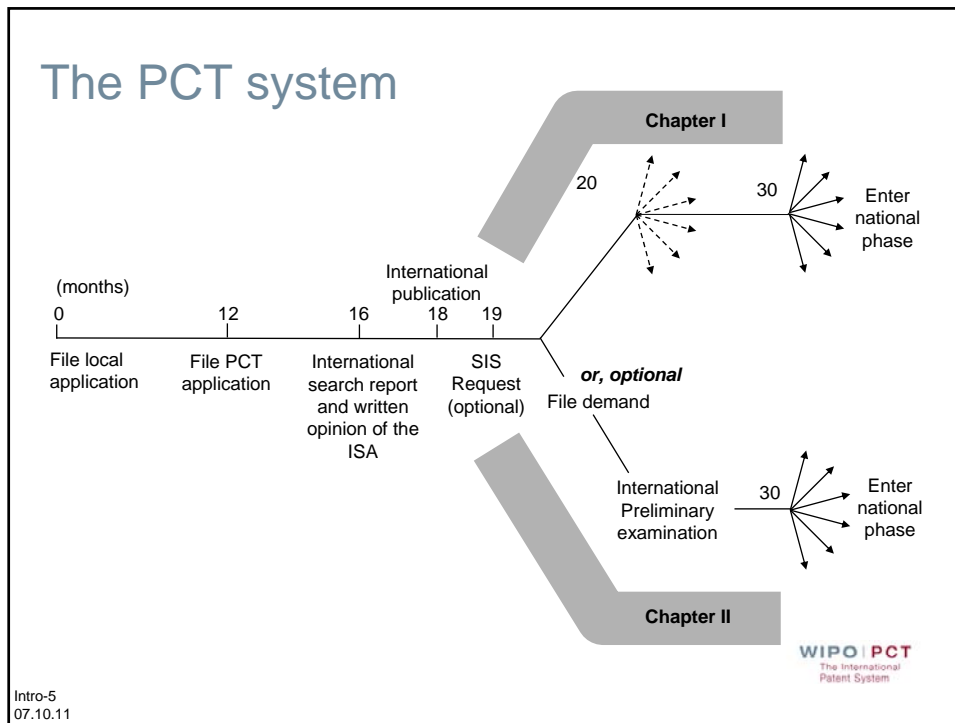 The PCT system
Chapter I
20
30
Enter
national
phase
(months)
International
publication
0
12
16
18
19
File local
application
File PCT
application
International
search report
and written
opinion of the
ISA
SIS
Request
(optional)
or, optional
File demand
International
Preliminary
examination
30
Enter
national
phase
Chapter II
WIPO|PCT
The International
Patent System
Intro-5
07.10.11